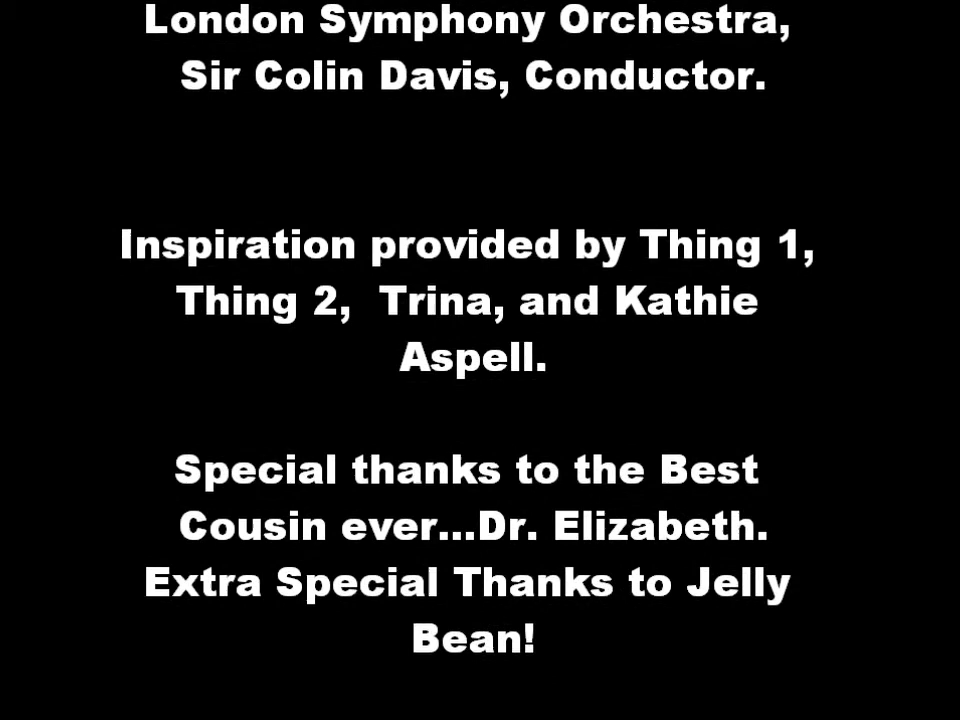 London Symphony Orchestra,
Sir Colin Davis, Conductor.
Inspiration provided by Thing 1,
Thing 2,  Trina, and Kathie
Aspell.
Special thanks to the Best
Cousin ever...Dr. Elizabeth.
Extra Special Thanks to Jelly
Bean!